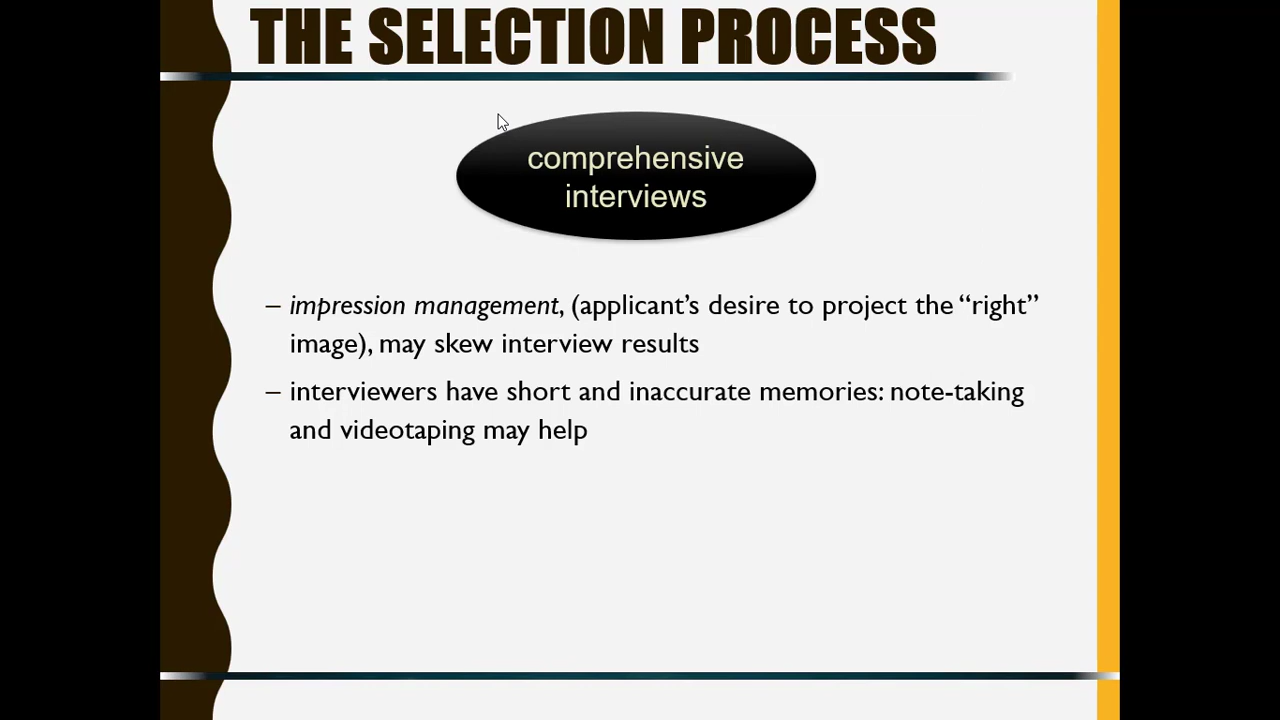 THE SELECTION PROCESS
comprehensive
interviews
– impression management, (applicant’s desire to project the “right”
image), may skew interview results
– interviewers have short and inaccurate memories: note-taking
and videotaping may help